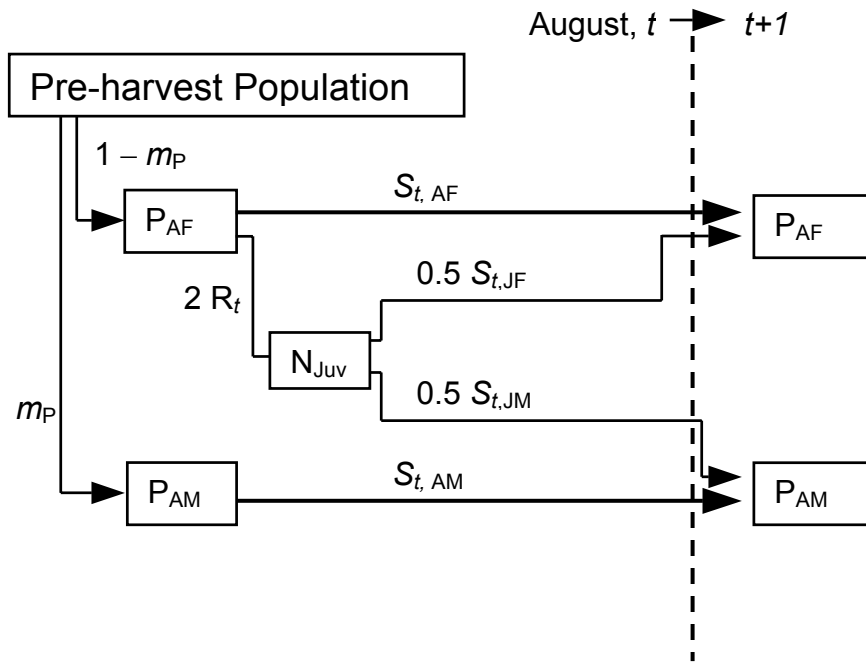 August, t t+1
Pre-harvest Population
1 − mP
St, AF
PAF
PAF
0.5 St,JF
2 Rt
NJuv
mP
0.5 St,JM
St, AM
PAM
PAM